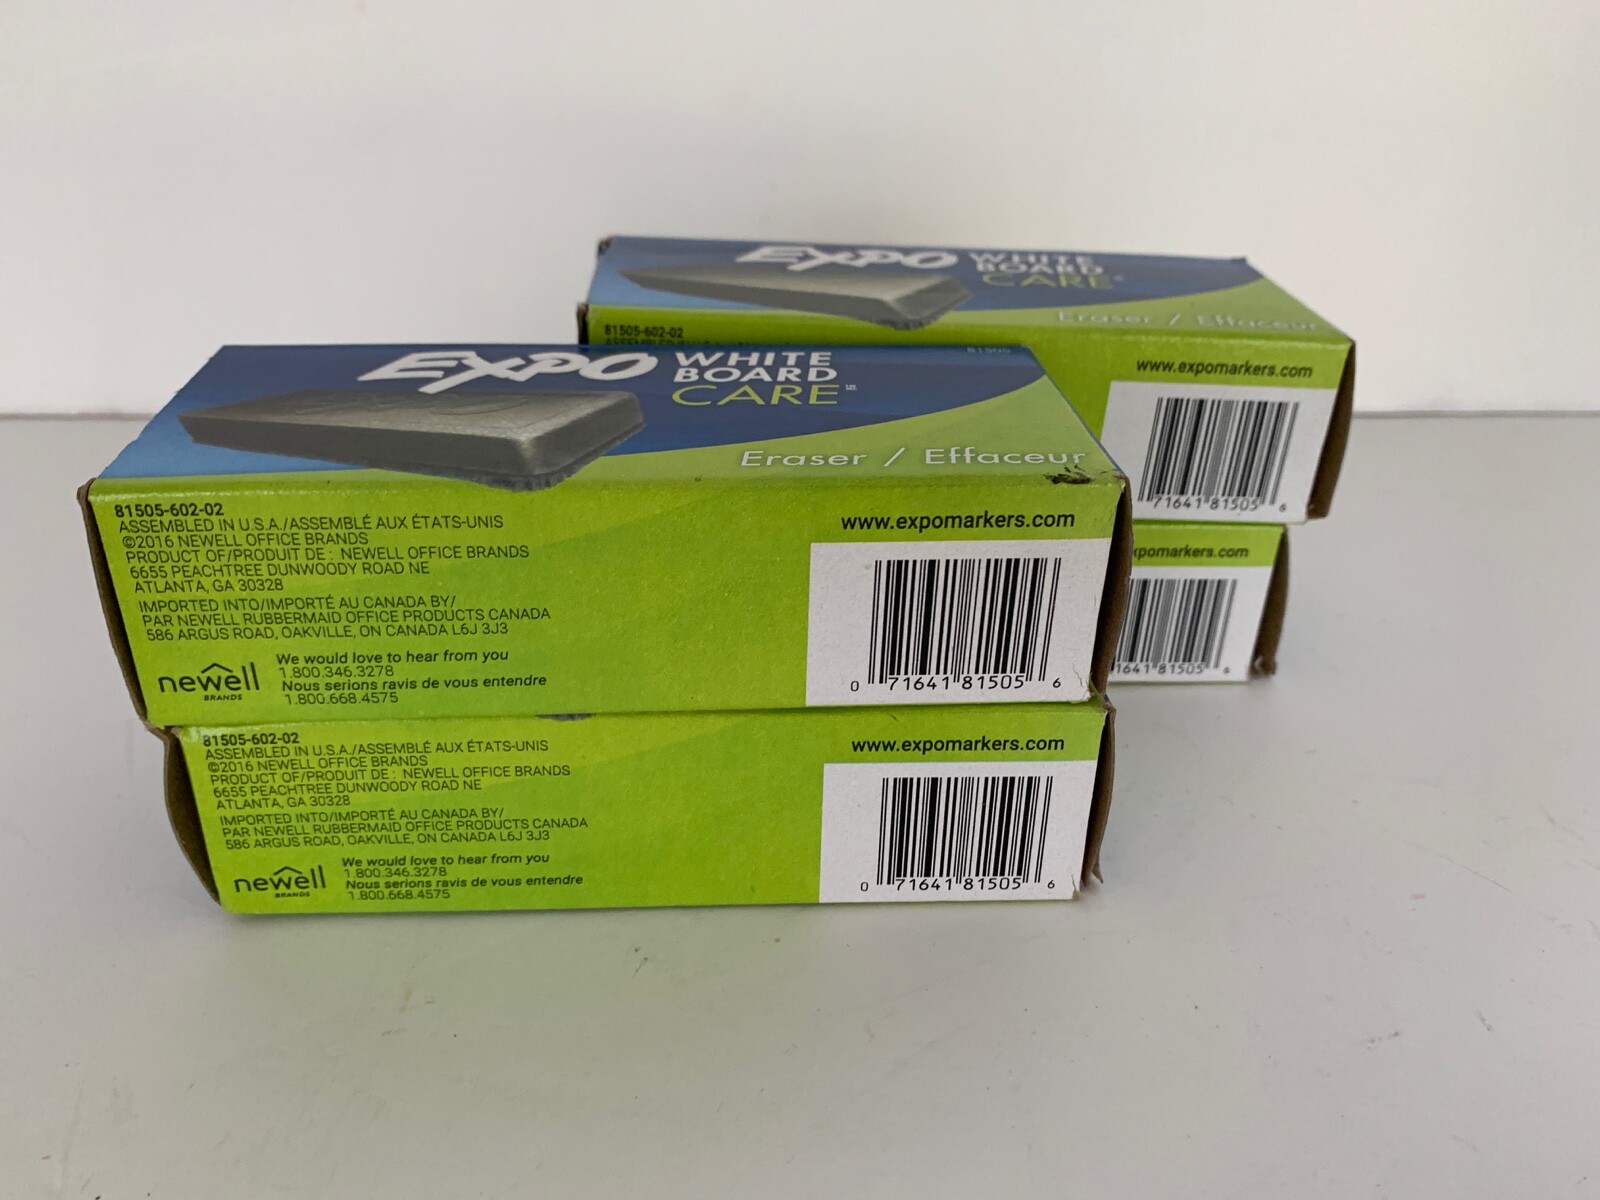 EXPO WHITE
BOARD
CARE
Eraser / Effaceur
81505-602-02
www.expomarkers.com
71641 81505 6
pomarkers.com
1641 81505 6
EXPO WHITE
BOARD
CARE
81505
Eraser / Effaceur
81505-602-02
ASSEMBLED IN U.S.A./ASSEMBLÉ AUX ÉTATS-UNIS
©2016 NEWELL OFFICE BRANDS
PRODUCT OF/PRODUIT DE : NEWELL OFFICE BRANDS
6655 PEACHTREE DUNWOODY ROAD NE
ATLANTA, GA 30328
IMPORTED INTO/IMPORTÉ AU CANADA BY/
PAR NEWELL RUBBERMAID OFFICE PRODUCTS CANADA
586 ARGUS ROAD, OAKVILLE, ON CANADA L6J 3J3
newell
BRANDS
We would love to hear from you
1.800.346.3278
Nous serions ravis de vous entendre
1.800.668.4575
www.expomarkers.com
0 71641 81505 6
81505-602-02
ASSEMBLED IN U.S.A./ASSEMBLÉ AUX ÉTATS-UNIS
©2016 NEWELL OFFICE BRANDS
PRODUCT OF/PRODUIT DE : NEWELL OFFICE BRANDS
6655 PEACHTREE DUNWOODY ROAD NE
ATLANTA, GA 30328
IMPORTED INTO/IMPORTÉ AU CANADA BY/
PAR NEWELL RUBBERMAID OFFICE PRODUCTS CANADA
586 ARGUS ROAD, OAKVILLE, ON CANADA L6J 3J3
newell
BRANDS
We would love to hear from you
1.800.346.3278
Nous serions ravis de vous entendre
1.800.668.4575
www.expomarkers.com
0 71641 81505 6